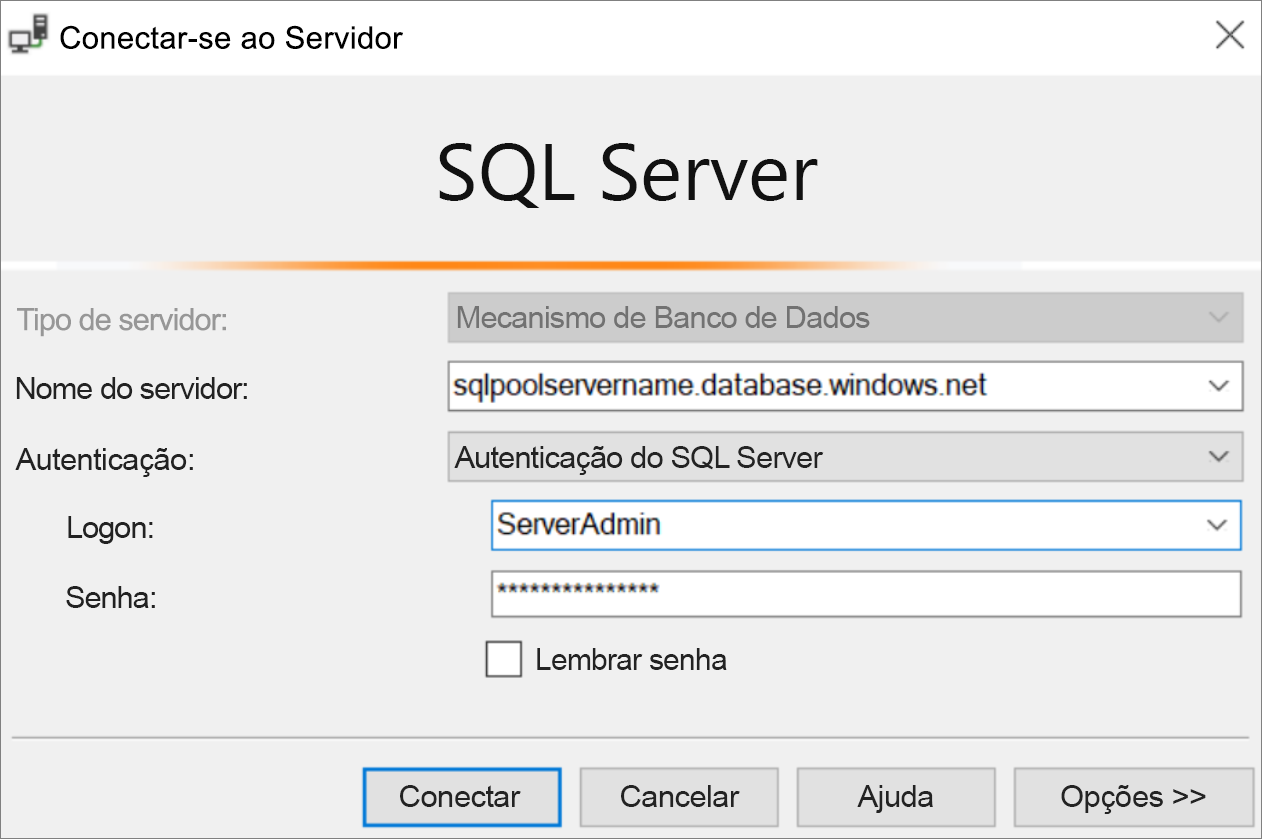 Conectar-se ao Servidor
SQL Server
Tipo de servidor: Mecanismo de Banco de Dados
Nome do servidor: sqlpoolservername.database.windows.net
Autenticação: Autenticação do SQL Server
Logon: ServerAdmin
Senha: ***************
Lembrar senha
Conectar Cancelar Ajuda Opções >>